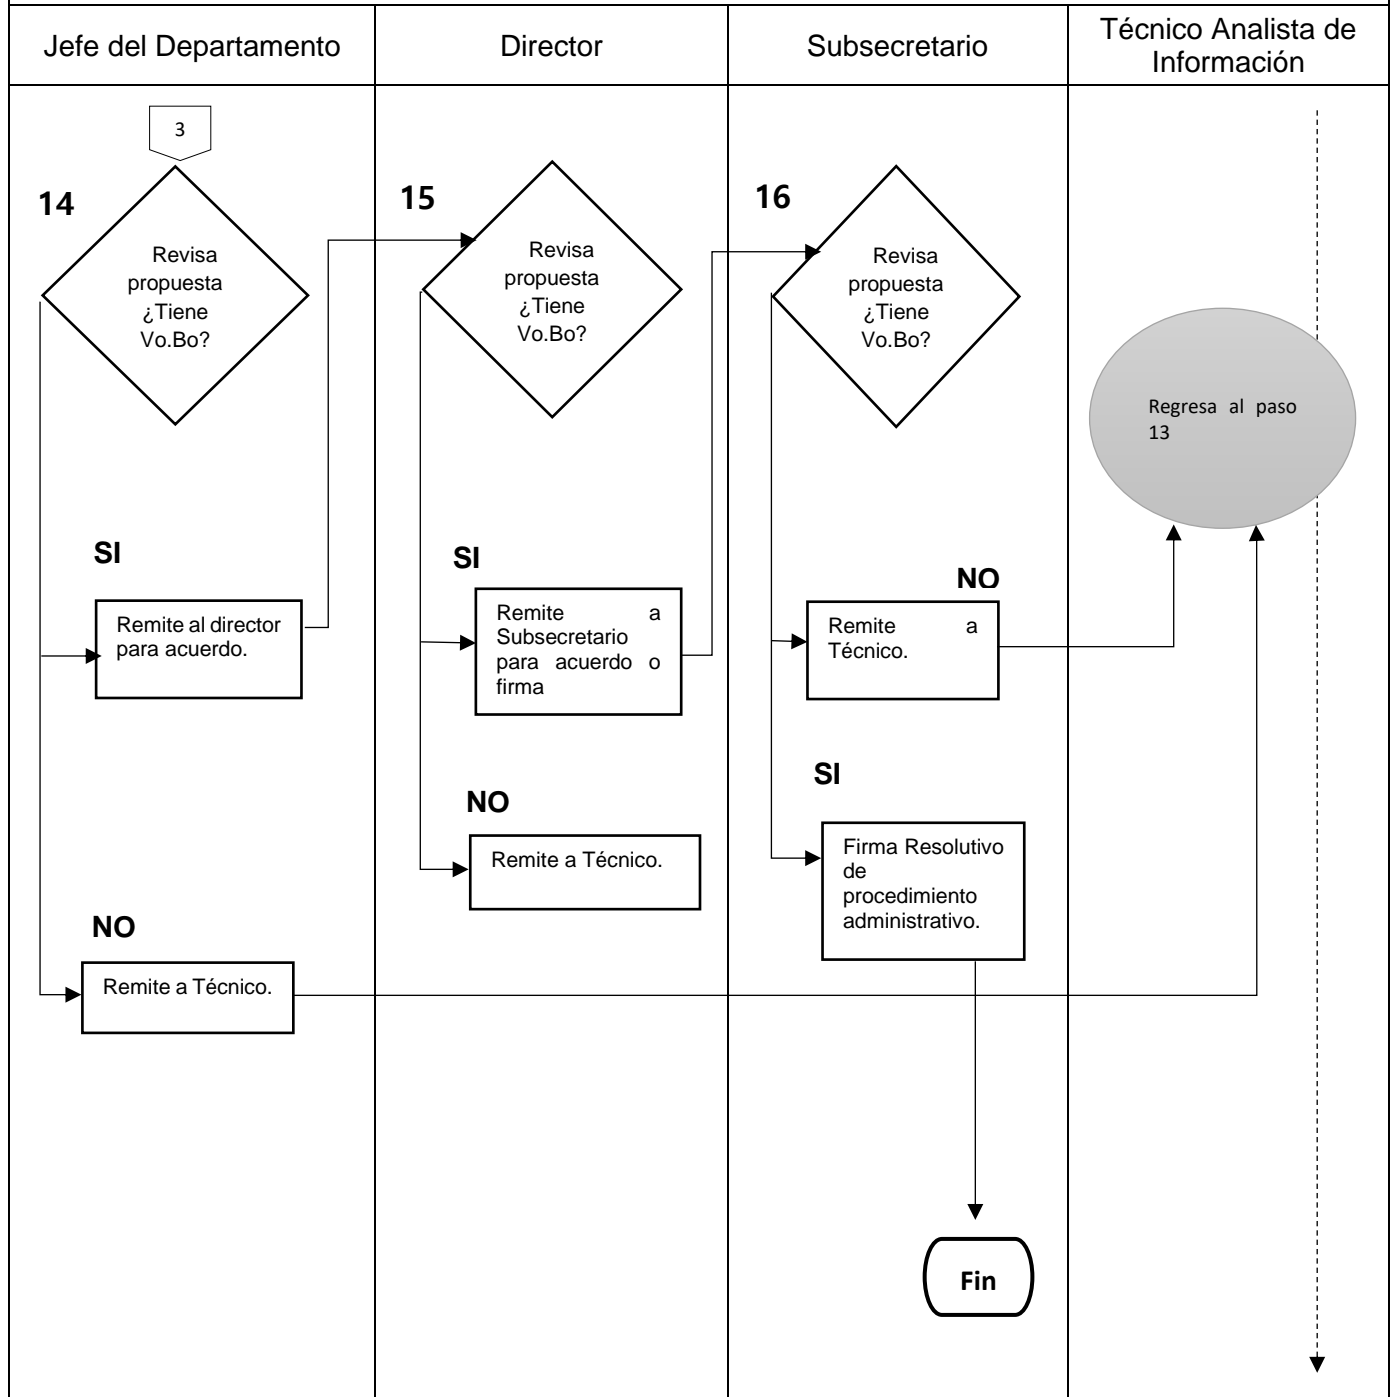 Jefe del Departamento
Director
Subsecretario
Técnico Analista de
Información
3
14
Revisa
propuesta
¿Tiene
Vo.Bo?
15
Revisa
propuesta
¿Tiene
Vo.Bo?
16
Revisa
propuesta
¿Tiene
Vo.Bo?
Regresa al paso
13
SI
Remite al director
para acuerdo.
SI
Remite a
Subsecretario
para acuerdo o
firma
NO
Remite a
Técnico.
SI
Firma Resolutivo
de
procedimiento
administrativo.
NO
Remite a Técnico.
NO
Remite a Técnico.
Fin